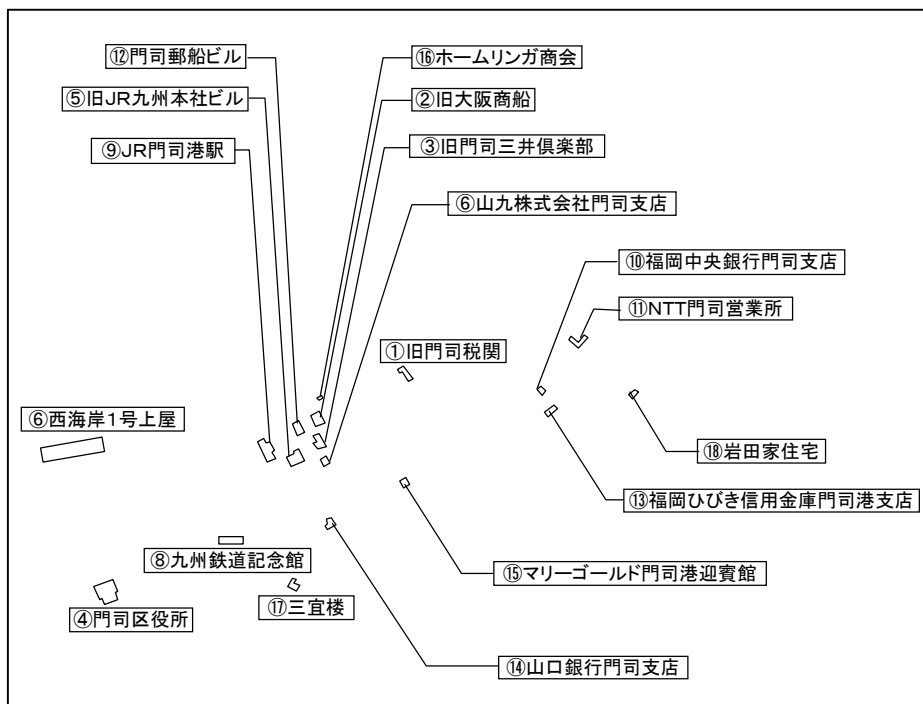 ⑫門司郵船ビル
⑯ホームリンガ商会
⑤旧JR九州本社ビル
②旧大阪商船
⑨JR門司港駅
③旧門司三井倶楽部
⑥山九株式会社門司支店
⑩福岡中央銀行門司支店
⑪NTT門司営業所
①旧門司税関
⑥西海岸1号上屋
⑱岩田家住宅
⑬福岡ひびき信用金庫門司港支店
⑧九州鉄道記念館
⑮マリーゴールド門司港迎賓館
④門司区役所
⑰三宜楼
⑭山口銀行門司支店